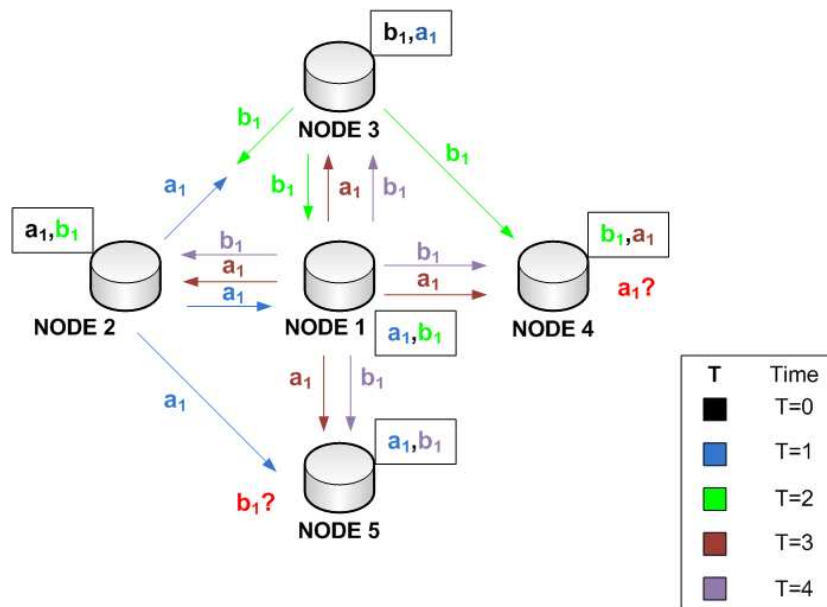 b₁,a₁
NODE 3
b₁
b₁
a₁
b₁
a₁
b₁
a₁,b₁
b₁,a₁
b₁
b₁
a₁
a₁
a₁
a₁?
NODE 2
NODE 1
NODE 4
a₁,b₁
a₁
a₁
b₁
a₁,b₁
b₁?
NODE 5
T Time
T=0
T=1
T=2
T=3
T=4